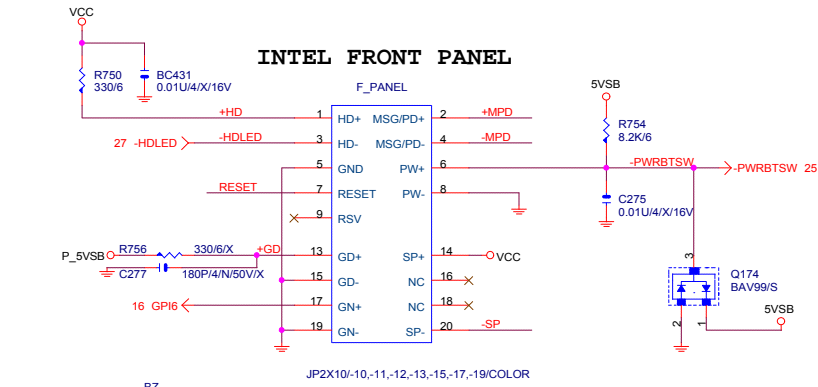 VCC
INTEL FRONT PANEL
R750
330/6
BC431
0.01U/4/X/16V
F_PANEL
5VSB
R754
8.2K/6
+HD 1 HD+ MSG/PD+ 2 +MPD
27 -HDLED -HDLED 3 HD- MSG/PD- 4 -MPD
5 GND PW+ 6 -PWRBTSW -PWRBTSW 25
RESET 7 RESET PW- 8
C275
0.01U/4/X/16V
9 RSV
P_5VSB R756 330/6/X +GD 13 GD+ SP+ 14 VCC
C277 180P/4/N/50V/X
15 GD- NC 16
16 GPI6 17 GN+ NC 18
19 GN- SP- 20 -SP
3
Q174
BAV99/S
2
1
5VSB
JP2X10/-10,-11,-12,-13,-15,-17,-19/COLOR